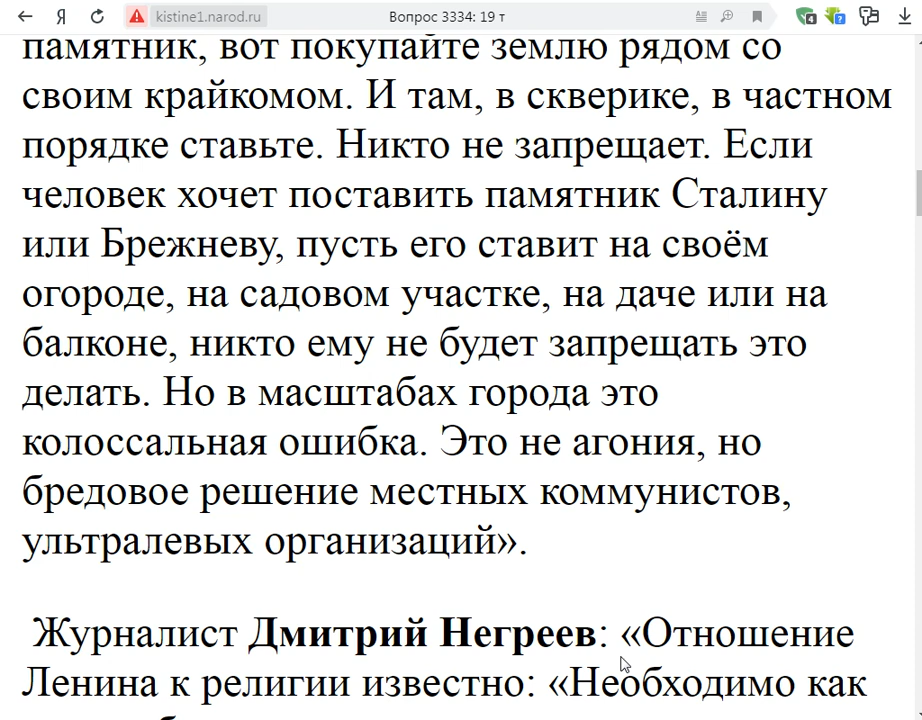 kistine1.narod.ru
Вопрос 3334: 19 т
памятник, вот покупайте землю рядом со
своим крайкомом. И там, в скверике, в частном
порядке ставьте. Никто не запрещает. Если
человек хочет поставить памятник Сталину
или Брежневу, пусть его ставит на своём
огороде, на садовом участке, на даче или на
балконе, никто ему не будет запрещать это
делать. Но в масштабах города это
колоссальная ошибка. Это не агония, но
бредовое решение местных коммунистов,
ультралевых организаций».
Журналист Дмитрий Негреев: «Отношение
Ленина к религии известно: «Необходимо как